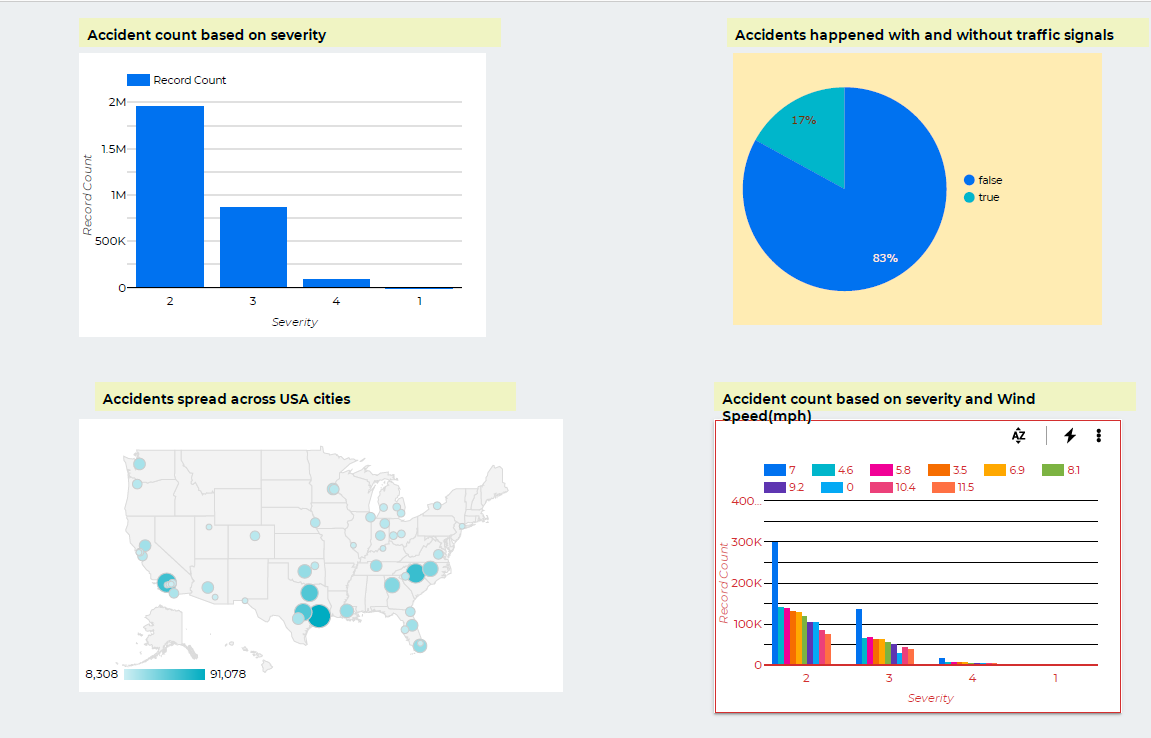 Accident count based on severity
Record Count
2M
1.5M
1M
500K
0
Record Count
2 3 4 1
Severity
Accidents happened with and without traffic signals
17%
83%
false
true
Accidents spread across USA cities
8,308 91,078
Accident count based on severity and Wind
Speed(mph)
AZ
7 4.6 5.8 3.5 6.9 8.1
9.2 0 10.4 11.5
400...
300K
200K
100K
0
Record Count
2 3 4 1
Severity